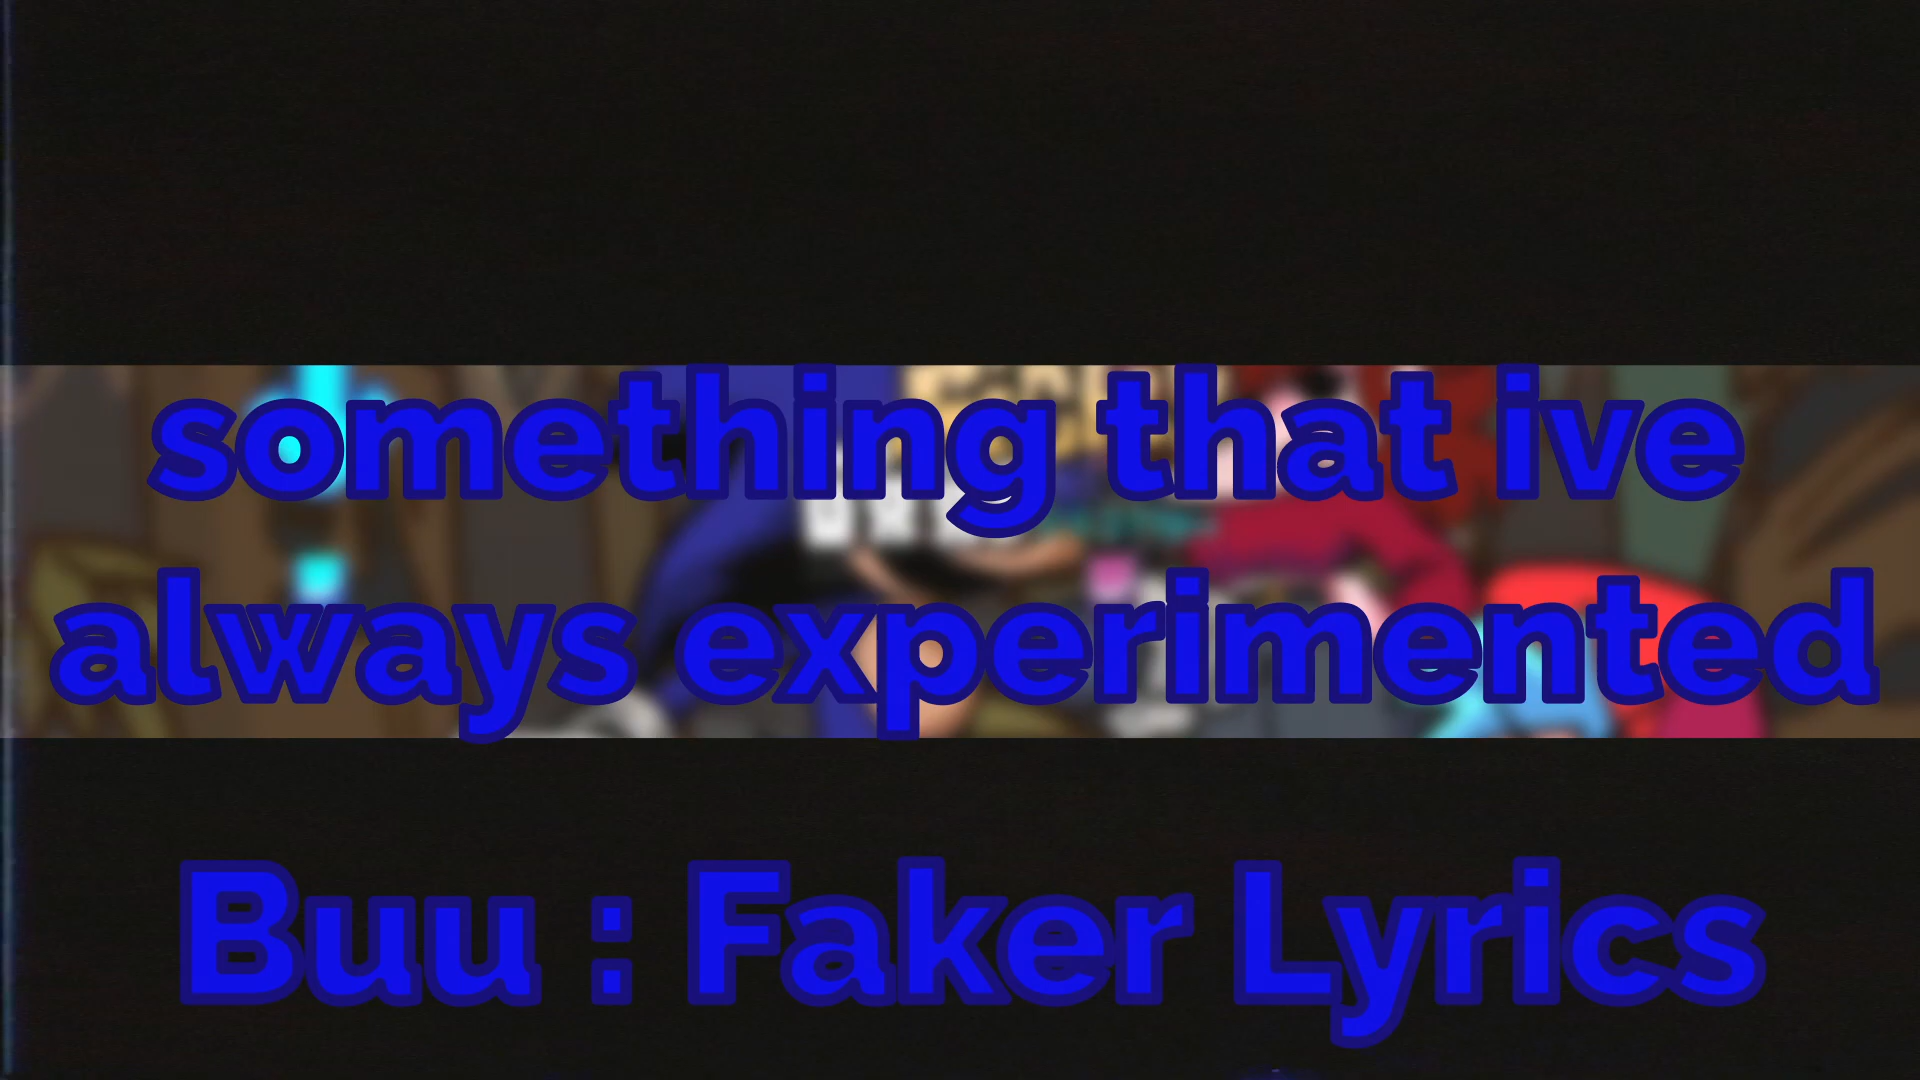 something that ive
always experimented
Buu : Faker Lyrics